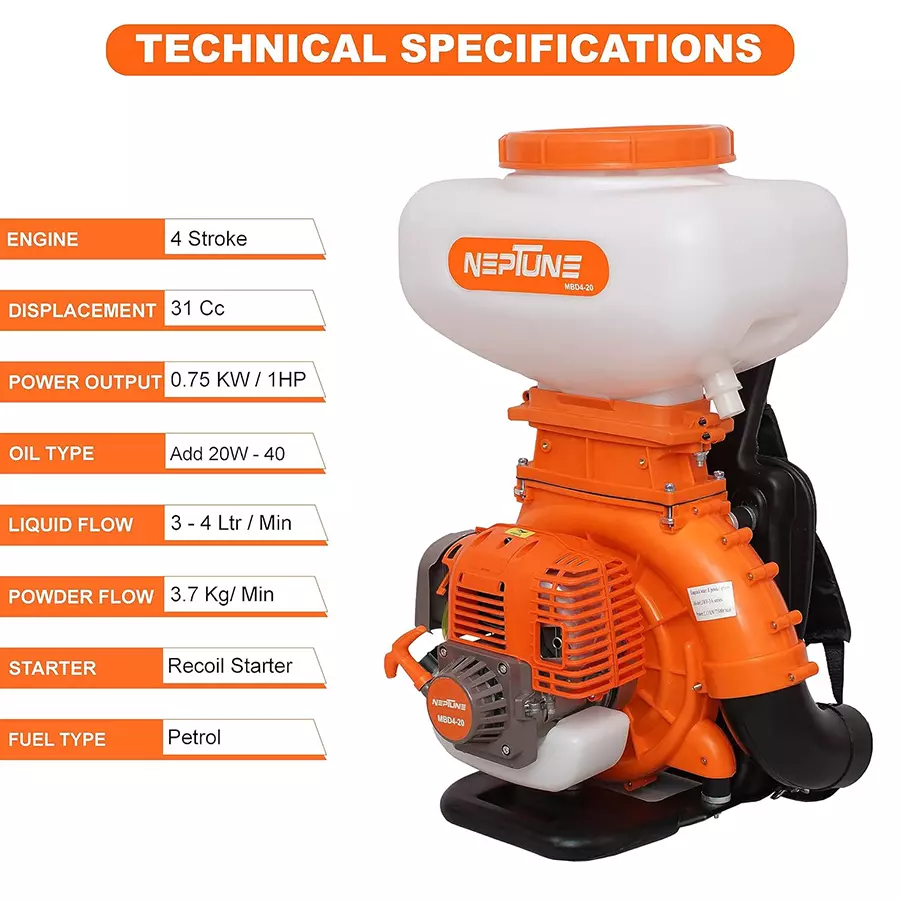 TECHNICAL SPECIFICATIONS
NEPTUNE
MBD4-20
ENGINE 4 Stroke
DISPLACEMENT 31 Cc
POWER OUTPUT 0.75 KW / 1HP
OIL TYPE Add 20W - 40
LIQUID FLOW 3 - 4 Ltr / Min
POWDER FLOW 3.7 Kg/ Min
STARTER Recoil Starter
FUEL TYPE Petrol
NEPTUNE
MBD4-20